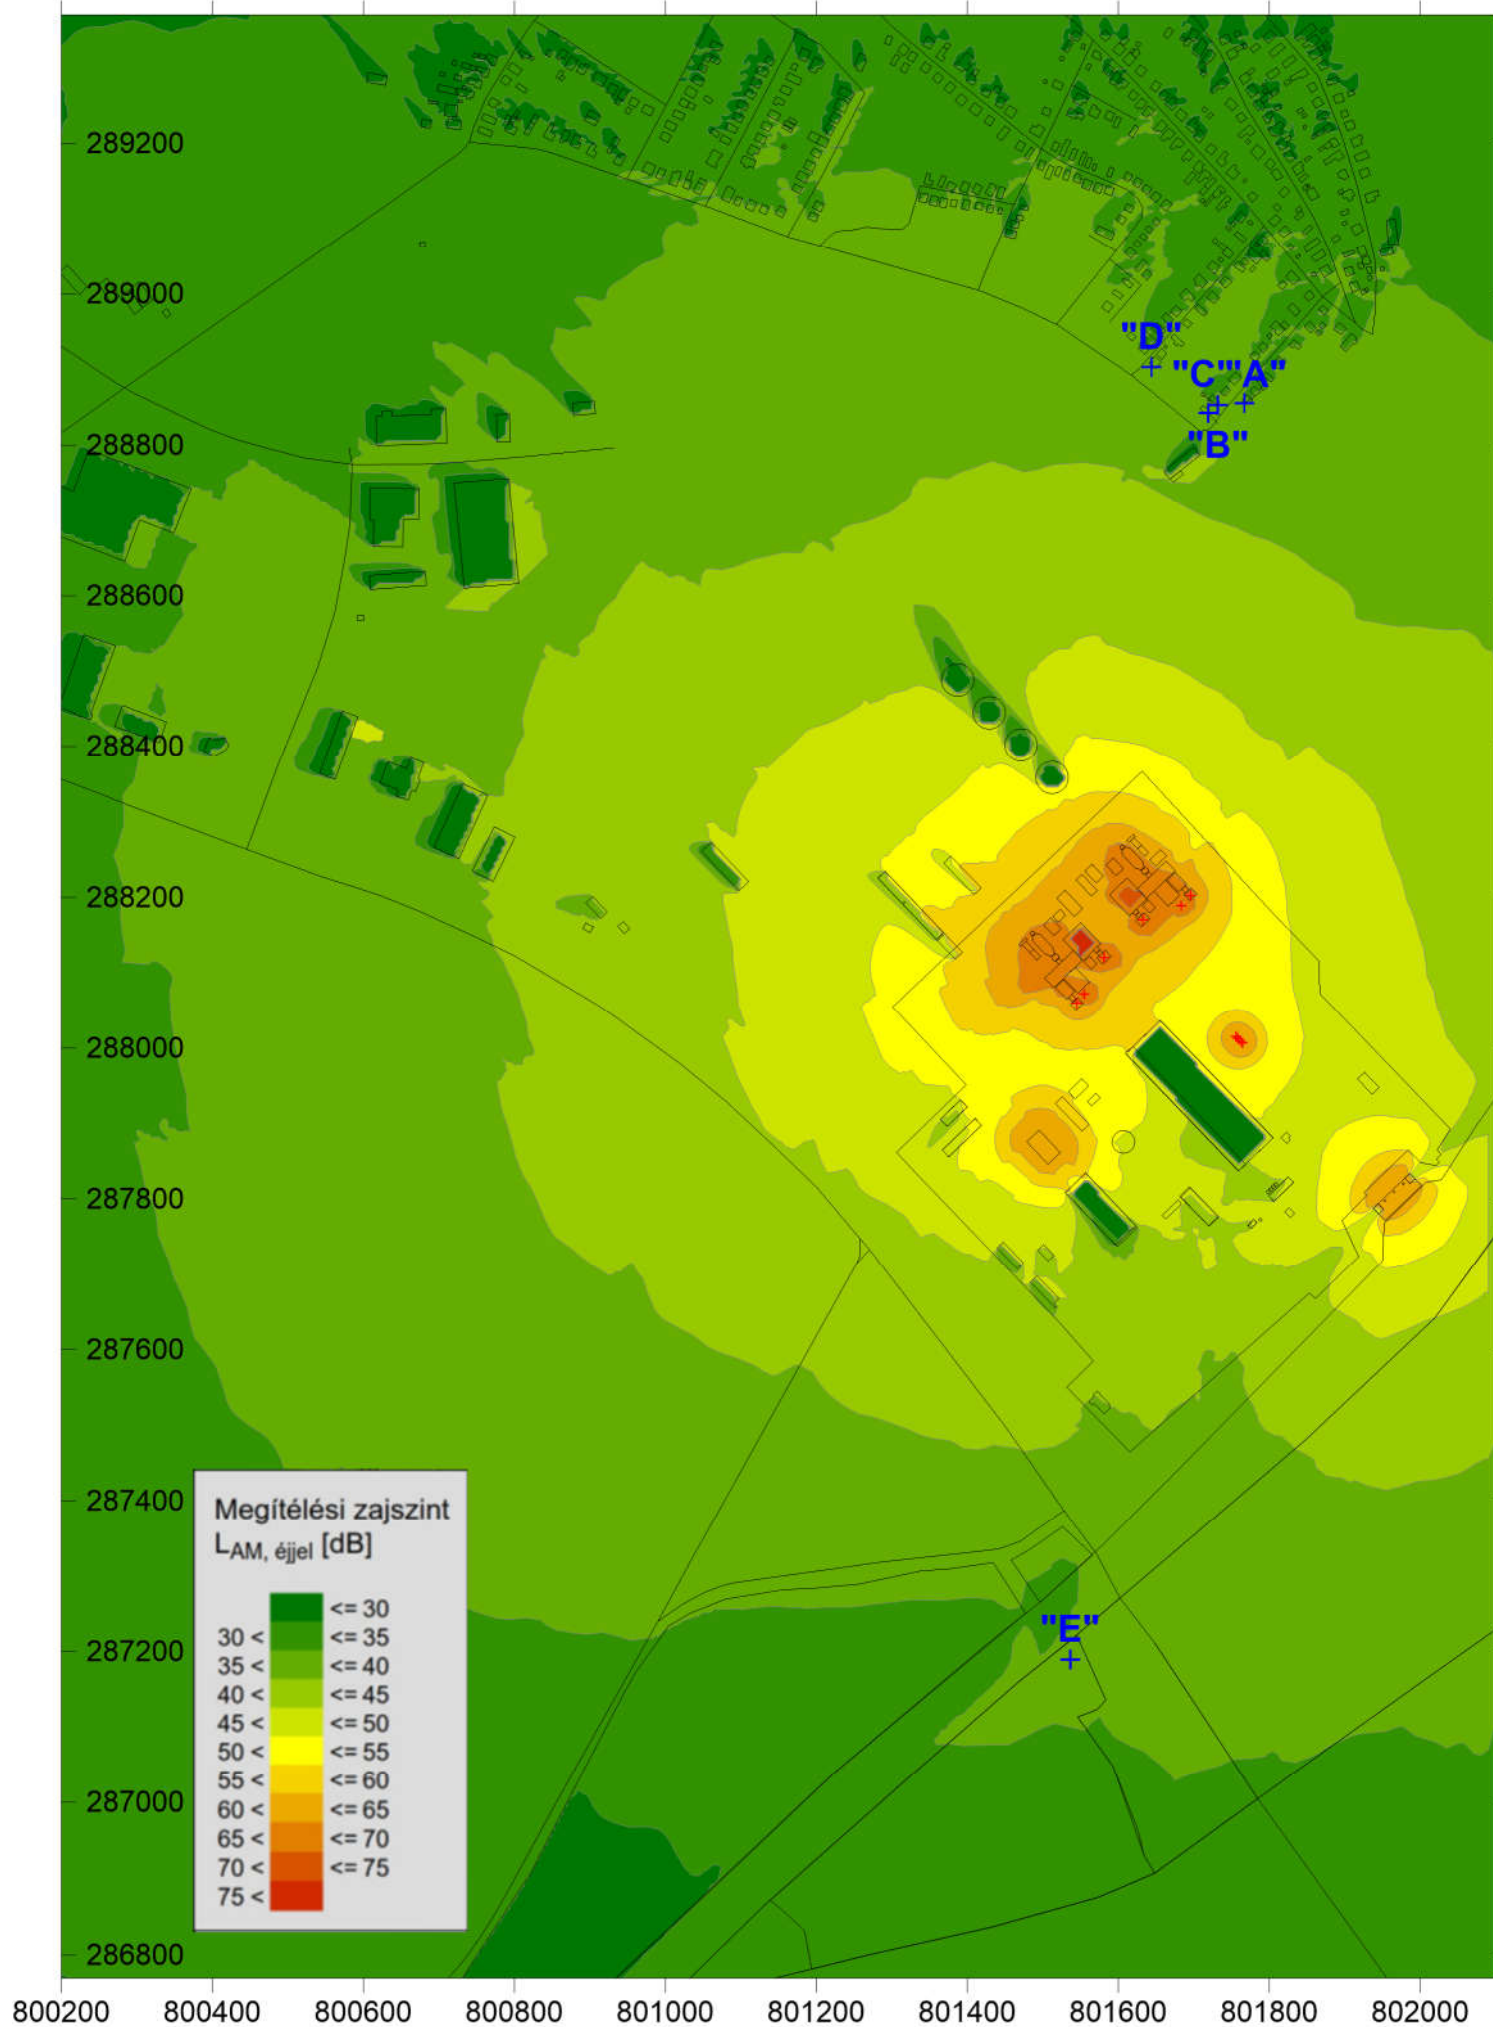 289200
289000
"D"
"C""A"
288800
"B"
288600
288400
288200
288000
287800
287600
287400
Megítélési zajszint
LAM, éjjel [dB]
<= 30
30 < <= 35
35 < <= 40
40 < <= 45
45 < <= 50
50 < <= 55
55 < <= 60
60 < <= 65
65 < <= 70
70 < <= 75
75 <
"E"
287200
287000
286800
800200 800400 800600 800800 801000 801200 801400 801600 801800 802000